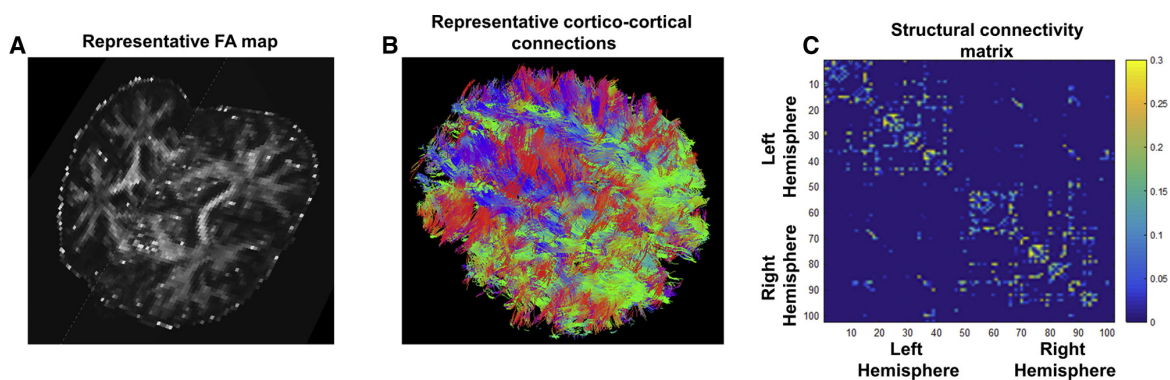 A
Representative FA map
B
Representative cortico-cortical
connections
C
Structural connectivity
matrix
Left
Hemisphere
Right
Hemisphere
10
20
30
40
50
60
70
80
90
100
10 20 30 40 50 60 70 80 90 100
Left
Hemisphere
Right
Hemisphere
0.3
0.25
0.2
0.15
0.1
0.05
0